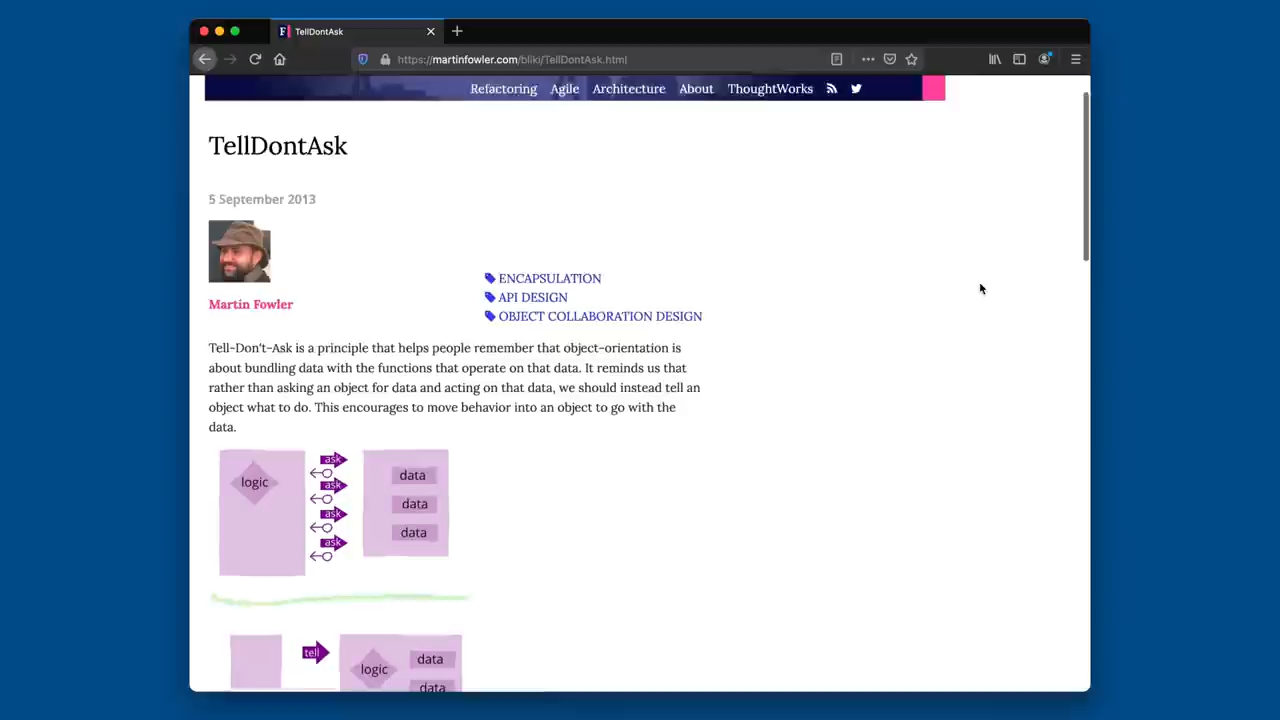 TellDontAsk
https://martinfowler.com/bliki/TellDontAsk.html
Refactoring Agile Architecture About ThoughtWorks
TellDontAsk
5 September 2013
Martin Fowler
ENCAPSULATION
API DESIGN
OBJECT COLLABORATION DESIGN
Tell-Don't-Ask is a principle that helps people remember that object-orientation is
about bundling data with the functions that operate on that data. It reminds us that
rather than asking an object for data and acting on that data, we should instead tell an
object what to do. This encourages to move behavior into an object to go with the
data.
logic
ask
ask
ask
ask
data
data
data
tell
logic
data
data